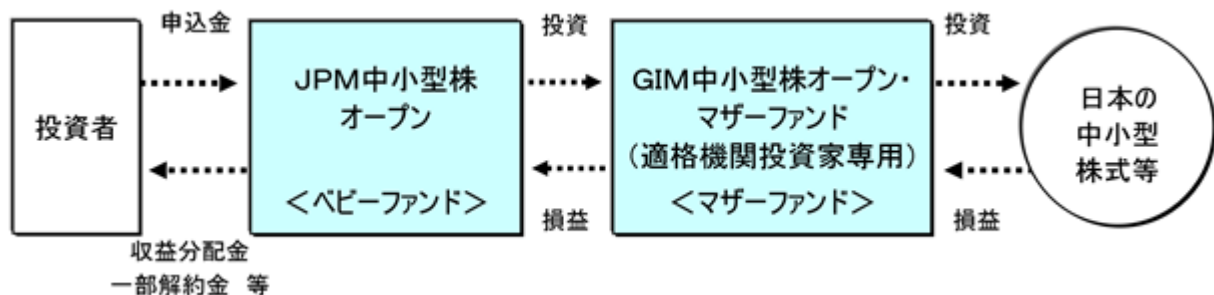 申込金
投資
投資
投資者
JPM中小型株
オープン
<ベビーファンド>
GIM中小型株オープン・
マザーファンド
(適格機関投資家専用)
<マザーファンド>
日本の
中小型
株式等
収益分配金
一部解約金 等
損益
損益